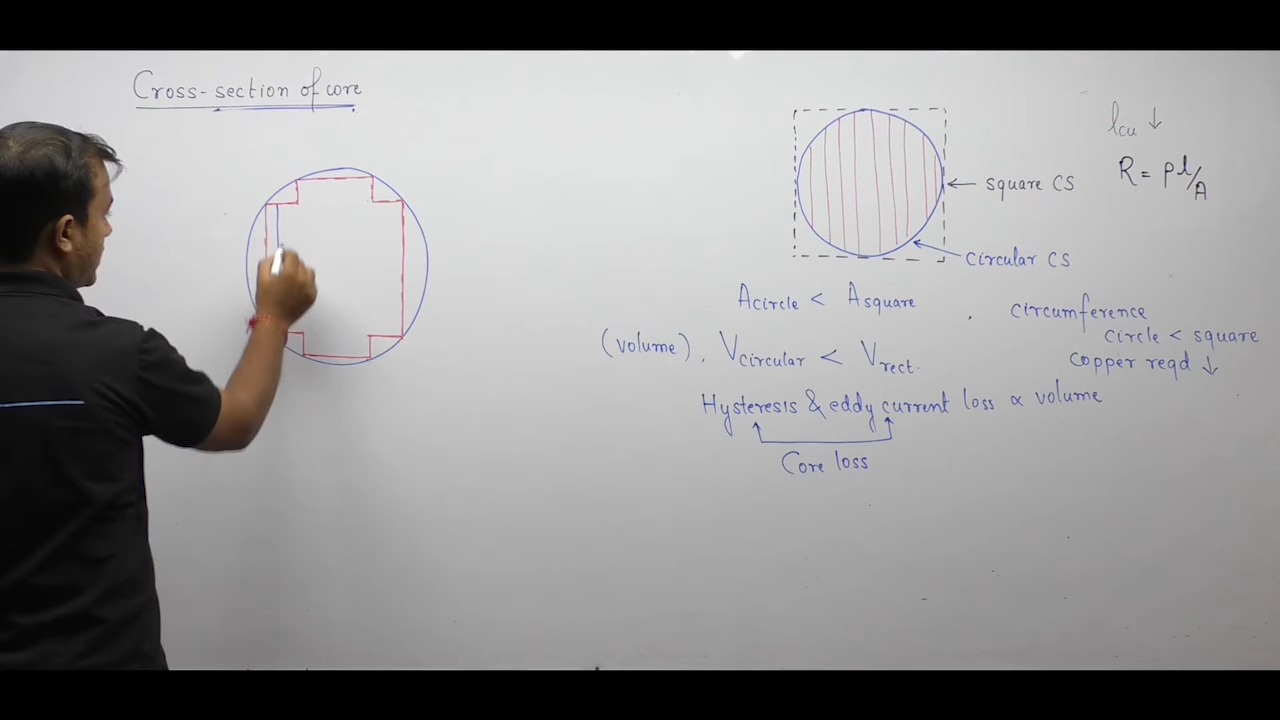 Cross-section of core
lcu ↓
R = ρl/A
square CS
circular CS
Acircle < Asquare
circumference
circle < square
copper reqd ↓
(volume). Vcircular < Vrect.
Hysteresis & eddy current loss ∝ volume
Core loss